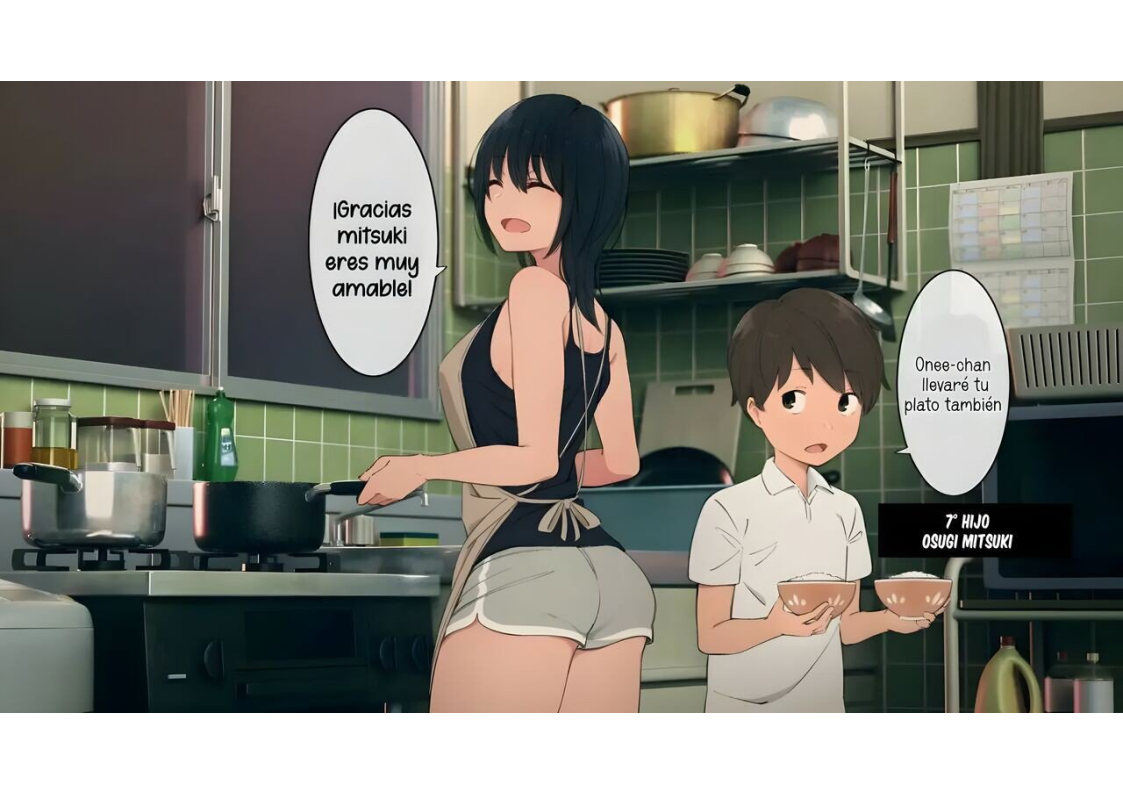 ¡Gracias
mitsuki
eres muy
amable!
Onee-chan
llevaré tu
plato también
7° HIJO
OSUGI MITSUKI